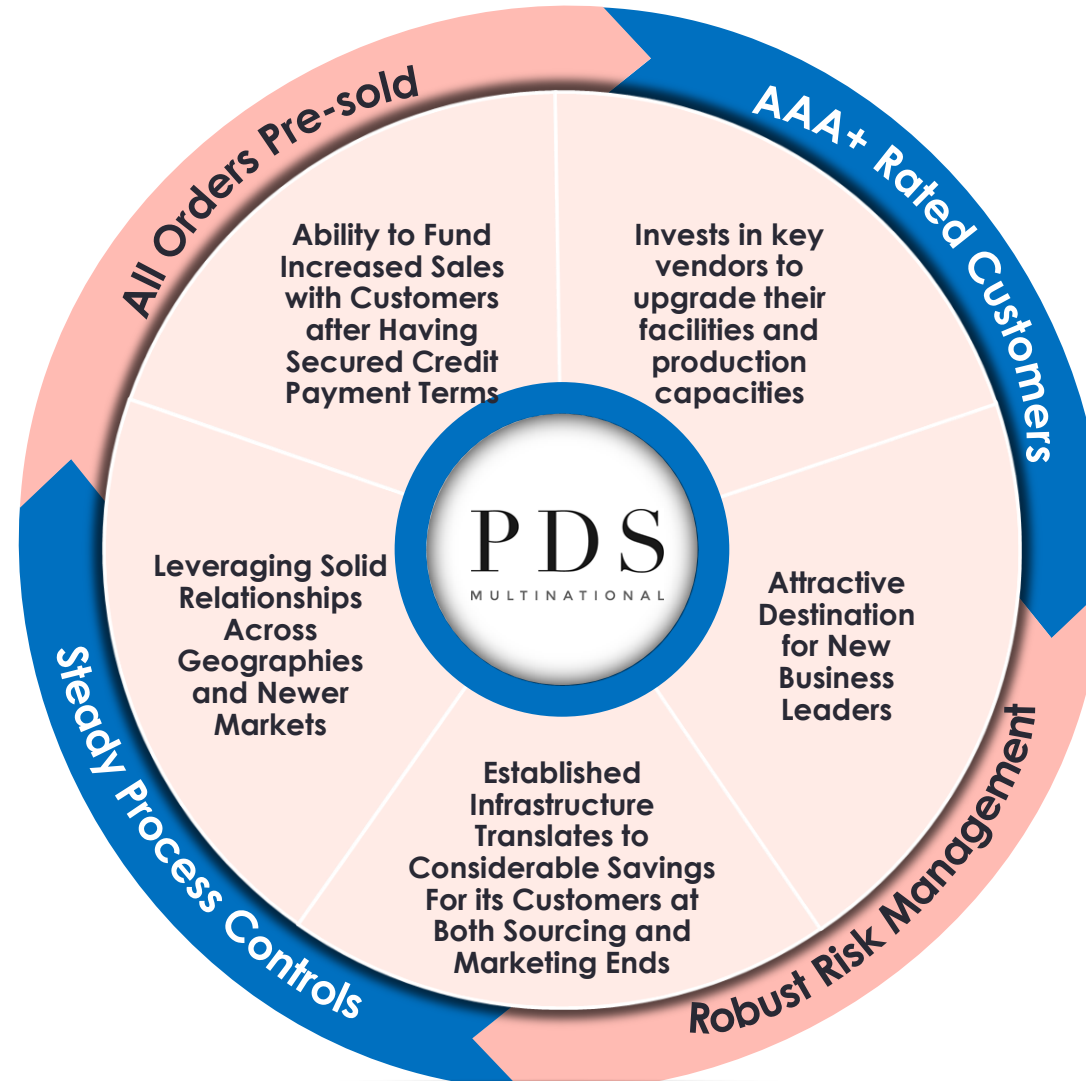 All Orders Pre-sold
AAA+ Rated Customers
Robust Risk Management
Steady Process Controls
Ability to Fund
Increased Sales
with Customers
after Having
Secured Credit
Payment Terms
Invests in key
vendors to
upgrade their
facilities and
production
capacities
Attractive
Destination
for New
Business
Leaders
Established
Infrastructure
Translates to
Considerable Savings
For its Customers at
Both Sourcing and
Marketing Ends
Leveraging Solid
Relationships
Across
Geographies
and Newer
Markets
PDS
MULTINATIONAL